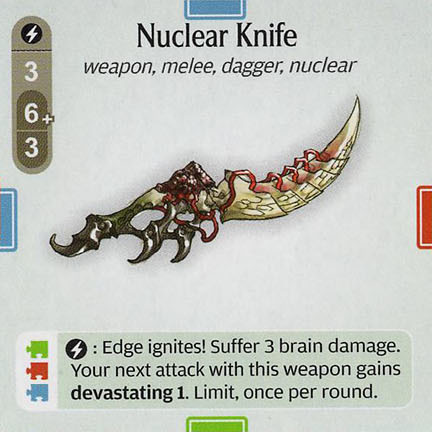 Nuclear Knife
weapon, melee, dagger, nuclear
3
6+
3
: Edge ignites! Suffer 3 brain damage.
Your next attack with this weapon gains
devastating 1. Limit, once per round.